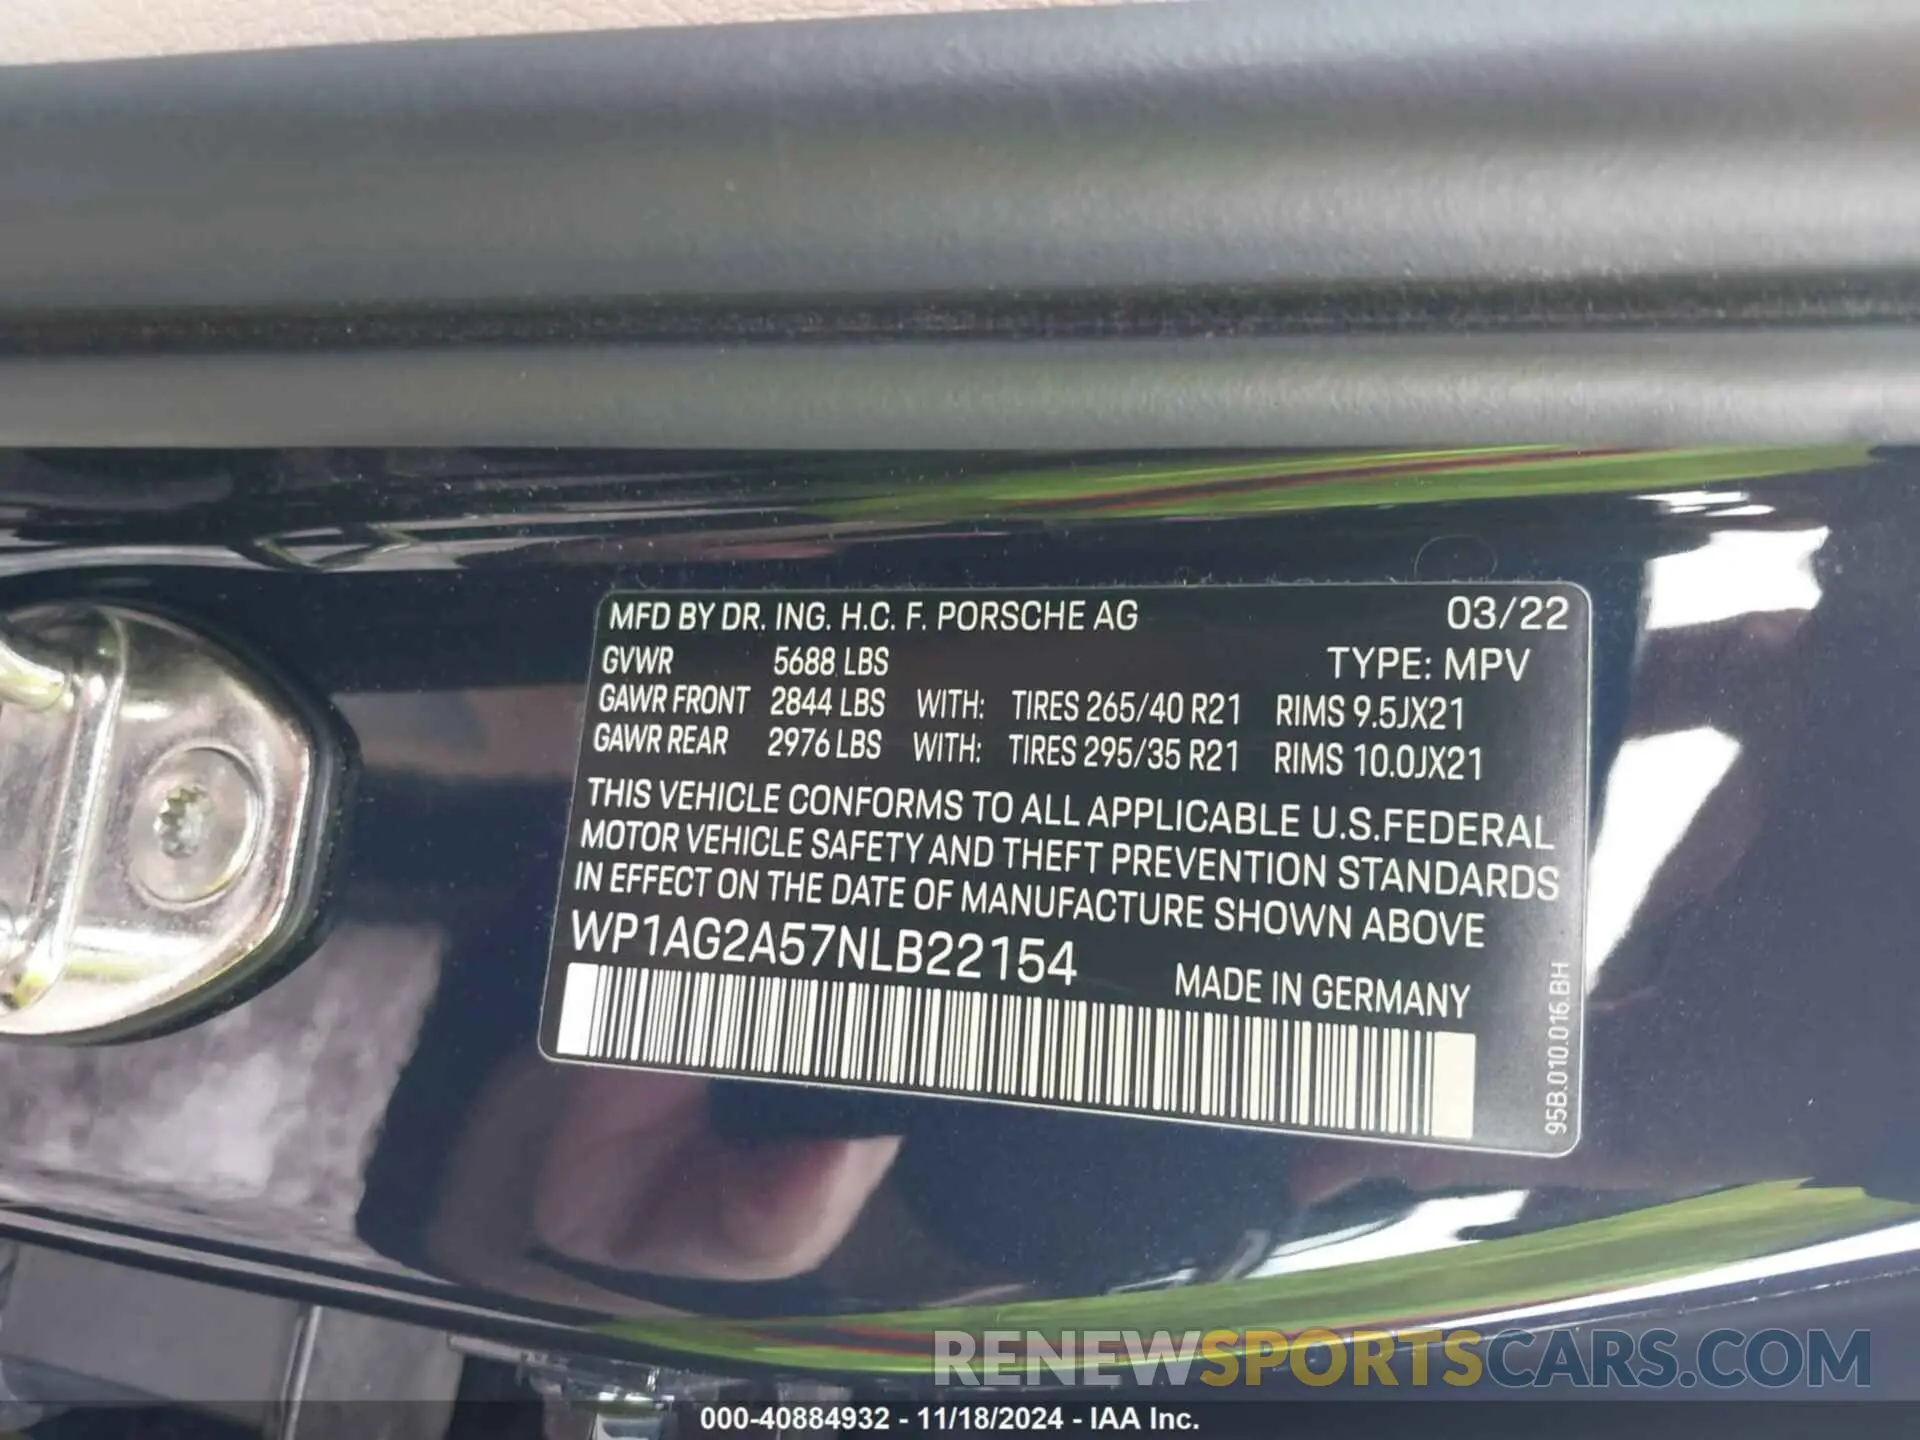 MFD BY DR. ING. H.C. F. PORSCHE AG 03/22
GVWR 5688 LBS TYPE: MPV
GAWR FRONT 2844 LBS WITH: TIRES 265/40 R21 RIMS 9.5JX21
GAWR REAR 2976 LBS WITH: TIRES 295/35 R21 RIMS 10.0JX21
THIS VEHICLE CONFORMS TO ALL APPLICABLE U.S.FEDERAL
MOTOR VEHICLE SAFETY AND THEFT PREVENTION STANDARDS
IN EFFECT ON THE DATE OF MANUFACTURE SHOWN ABOVE
WP1AG2A57NLB22154
MADE IN GERMANY
95B.010.016.BH
RENEWSPORTSCARS.COM
000-40884932 - 11/18/2024 - IAA Inc.